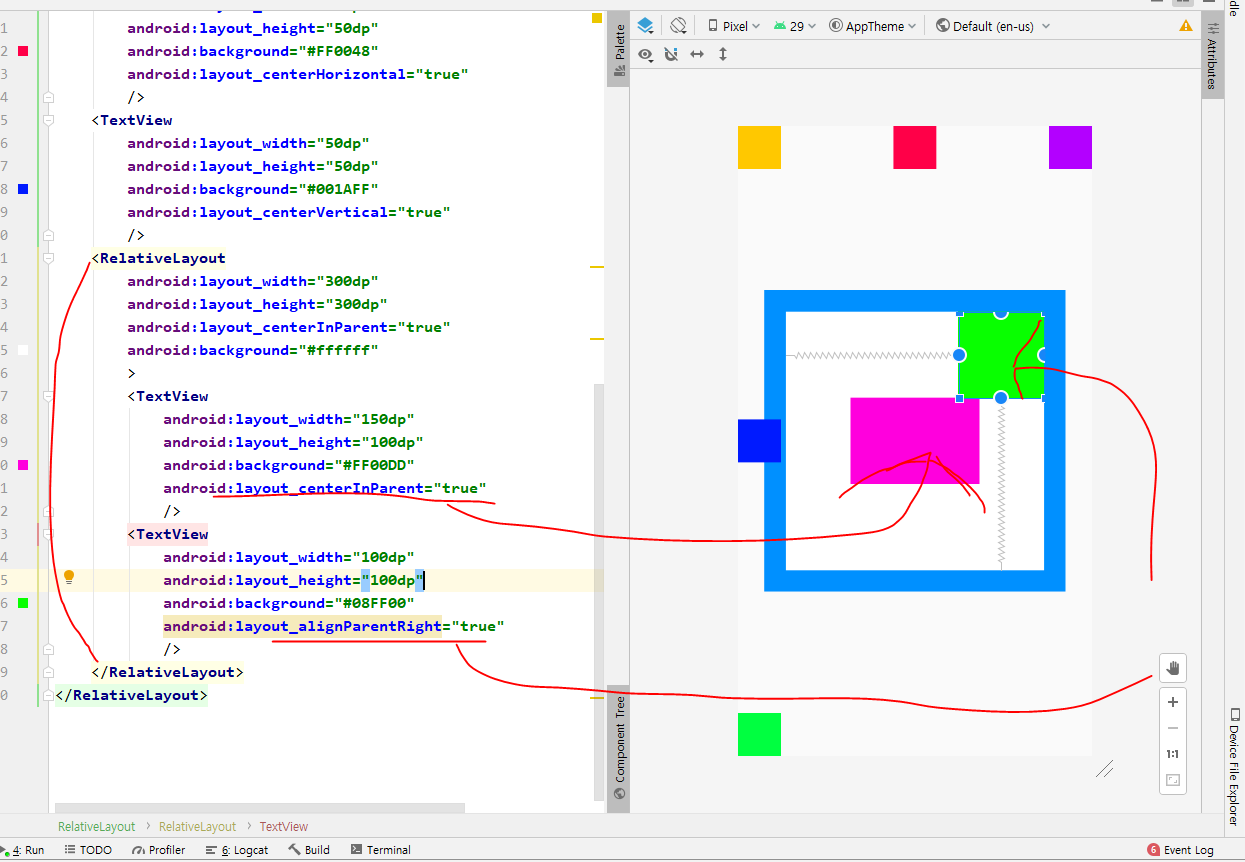 android:layout_height="50dp"
android:background="#FF0048"
android:layout_centerHorizontal="true"
/>
<TextView
android:layout_width="50dp"
android:layout_height="50dp"
android:background="#001AFF"
android:layout_centerVertical="true"
/>
<RelativeLayout
android:layout_width="300dp"
android:layout_height="300dp"
android:layout_centerInParent="true"
android:background="#ffffff"
>
<TextView
android:layout_width="150dp"
android:layout_height="100dp"
android:background="#FF00DD"
android:layout_centerInParent="true"
/>
<TextView
android:layout_width="100dp"
android:layout_height="100dp"
android:background="#08FF00"
android:layout_alignParentRight="true"
/>
</RelativeLayout>
</RelativeLayout>
1
2
3
4
5
6
7
8
9
0
1
2
3
4
5
6
7
8
9
0
1
2
3
4
5
6
7
8
9
0
Palette
Component Tree
Pixel
29
AppTheme
Default (en-us)
Attributes
1:1
Device File Explorer
RelativeLayout > RelativeLayout > TextView
4: Run
TODO
Profiler
6: Logcat
Build
Terminal
6 Event Log